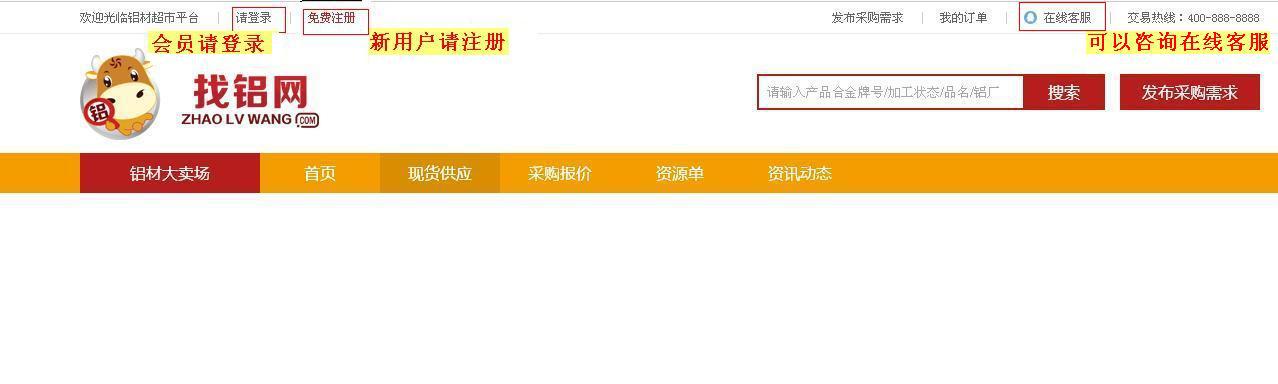 欢迎光临铝材超市平台 请登录 免费注册 发布采购需求 我的订单 在线客服 交易热线：400-888-8888
会员请登录 新用户请注册 可以咨询在线客服
铝
找铝网
ZHAO LV WANG .COM
请输入产品合金牌号/加工状态/品名/铝厂 搜索 发布采购需求
铝材大卖场 首页 现货供应 采购报价 资源单 资讯动态